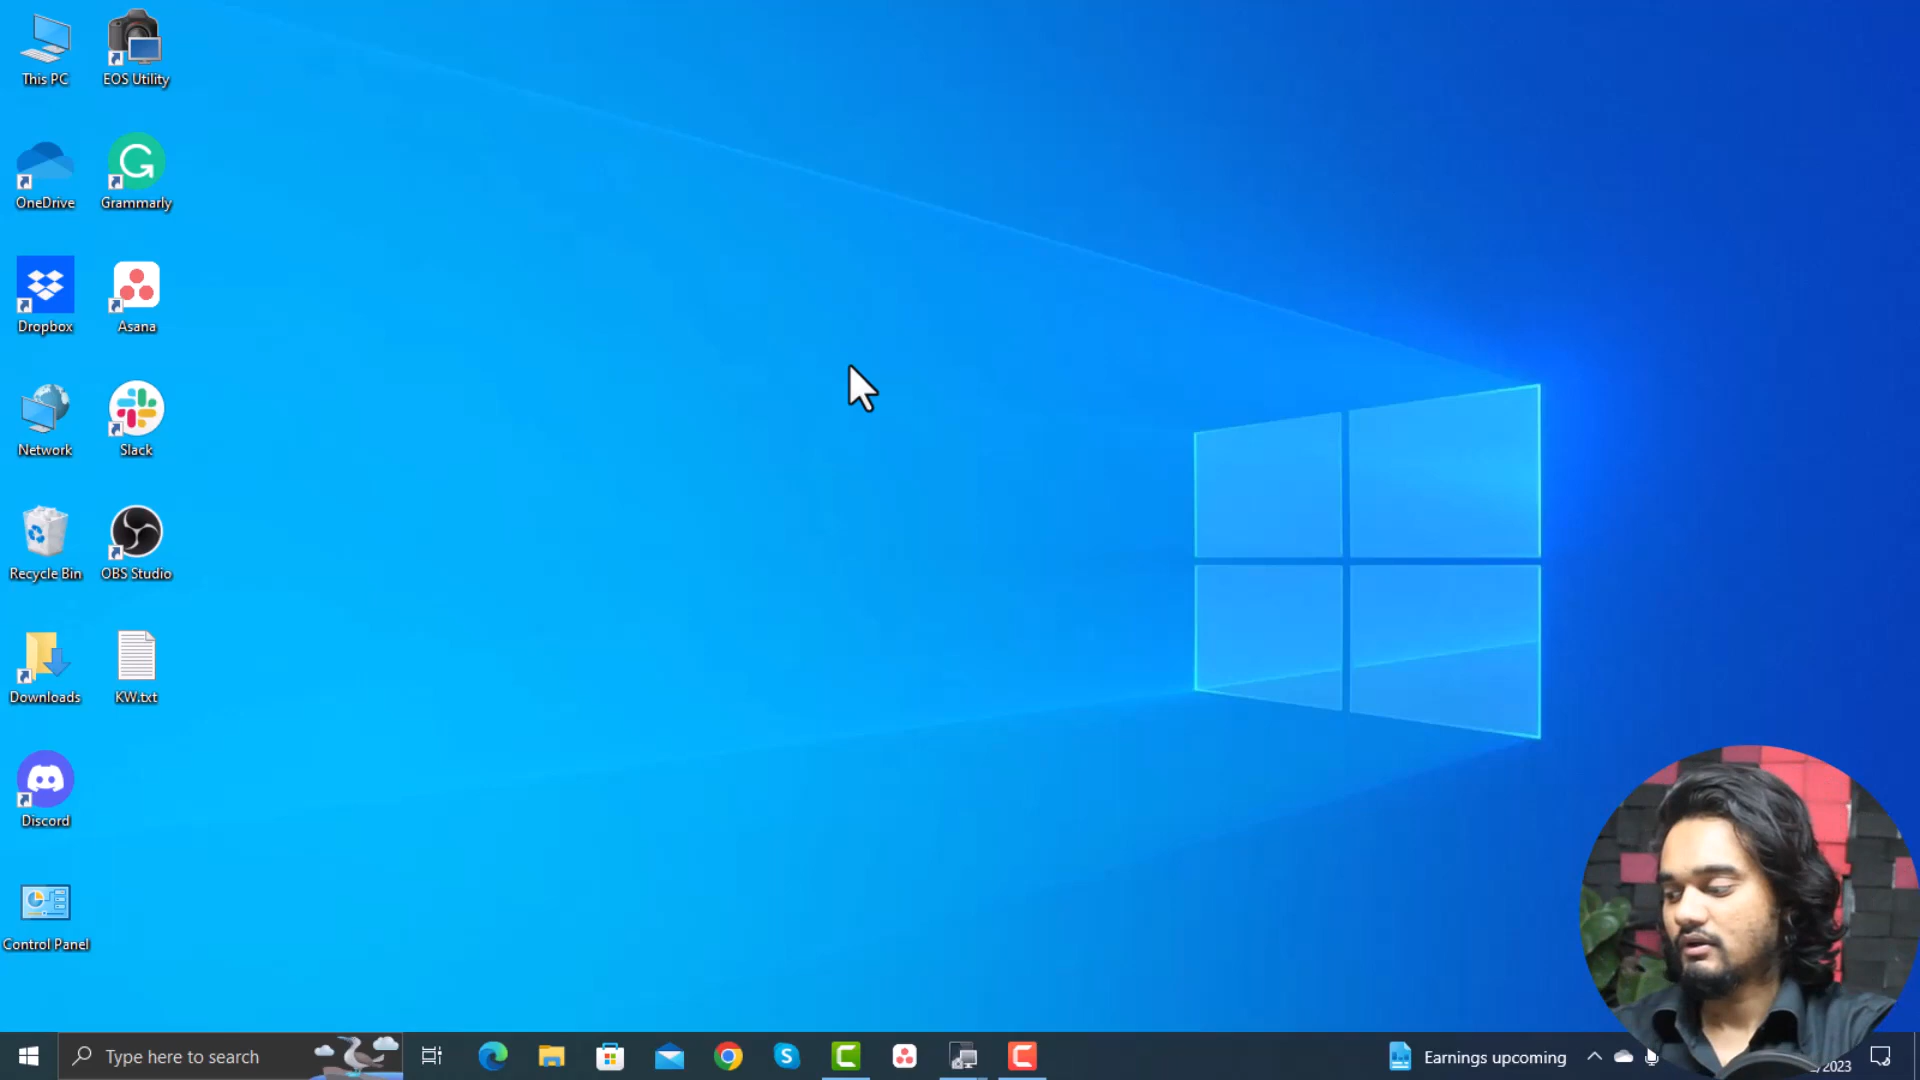 This PC
EOS Utility
OneDrive
Grammarly
Dropbox
Asana
Network
Slack
Recycle Bin
OBS Studio
Downloads
KW.txt
Discord
Control Panel
Type here to search
Earnings upcoming
/2023